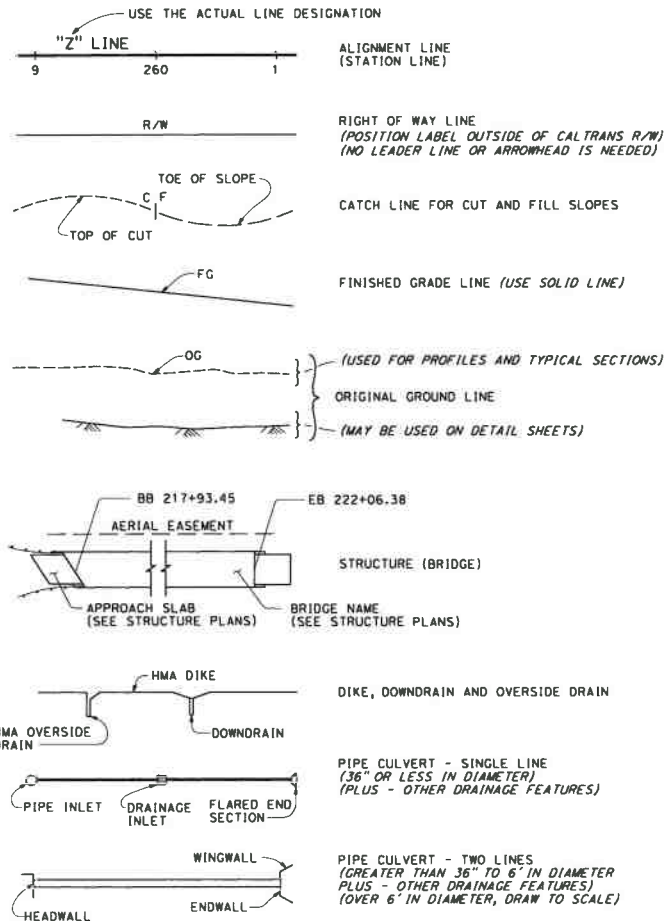 USE THE ACTUAL LINE DESIGNATION
"Z" LINE
9 260 1
ALIGNMENT LINE
(STATION LINE)
R/W
RIGHT OF WAY LINE
(POSITION LABEL OUTSIDE OF CALTRANS R/W)
(NO LEADER LINE OR ARROWHEAD IS NEEDED)
TOE OF SLOPE
C F
TOP OF CUT
CATCH LINE FOR CUT AND FILL SLOPES
FG
FINISHED GRADE LINE (USE SOLID LINE)
OG
(USED FOR PROFILES AND TYPICAL SECTIONS)
ORIGINAL GROUND LINE
(MAY BE USED ON DETAIL SHEETS)
BB 217+93.45
EB 222+06.38
AERIAL EASEMENT
STRUCTURE (BRIDGE)
APPROACH SLAB
(SEE STRUCTURE PLANS)
BRIDGE NAME
(SEE STRUCTURE PLANS)
HMA DIKE
DIKE, DOWNDRAIN AND OVERSIDE DRAIN
MA OVERSIDE
RAIN
DOWNDRAIN
PIPE CULVERT - SINGLE LINE
(36" OR LESS IN DIAMETER)
(PLUS - OTHER DRAINAGE FEATURES)
PIPE INLET
DRAINAGE
INLET
FLARED END
SECTION
WINGWALL
PIPE CULVERT - TWO LINES
(GREATER THAN 36" TO 6' IN DIAMETER
PLUS - OTHER DRAINAGE FEATURES)
(OVER 6' IN DIAMETER, DRAW TO SCALE)
ENDWALL
HEADWALL